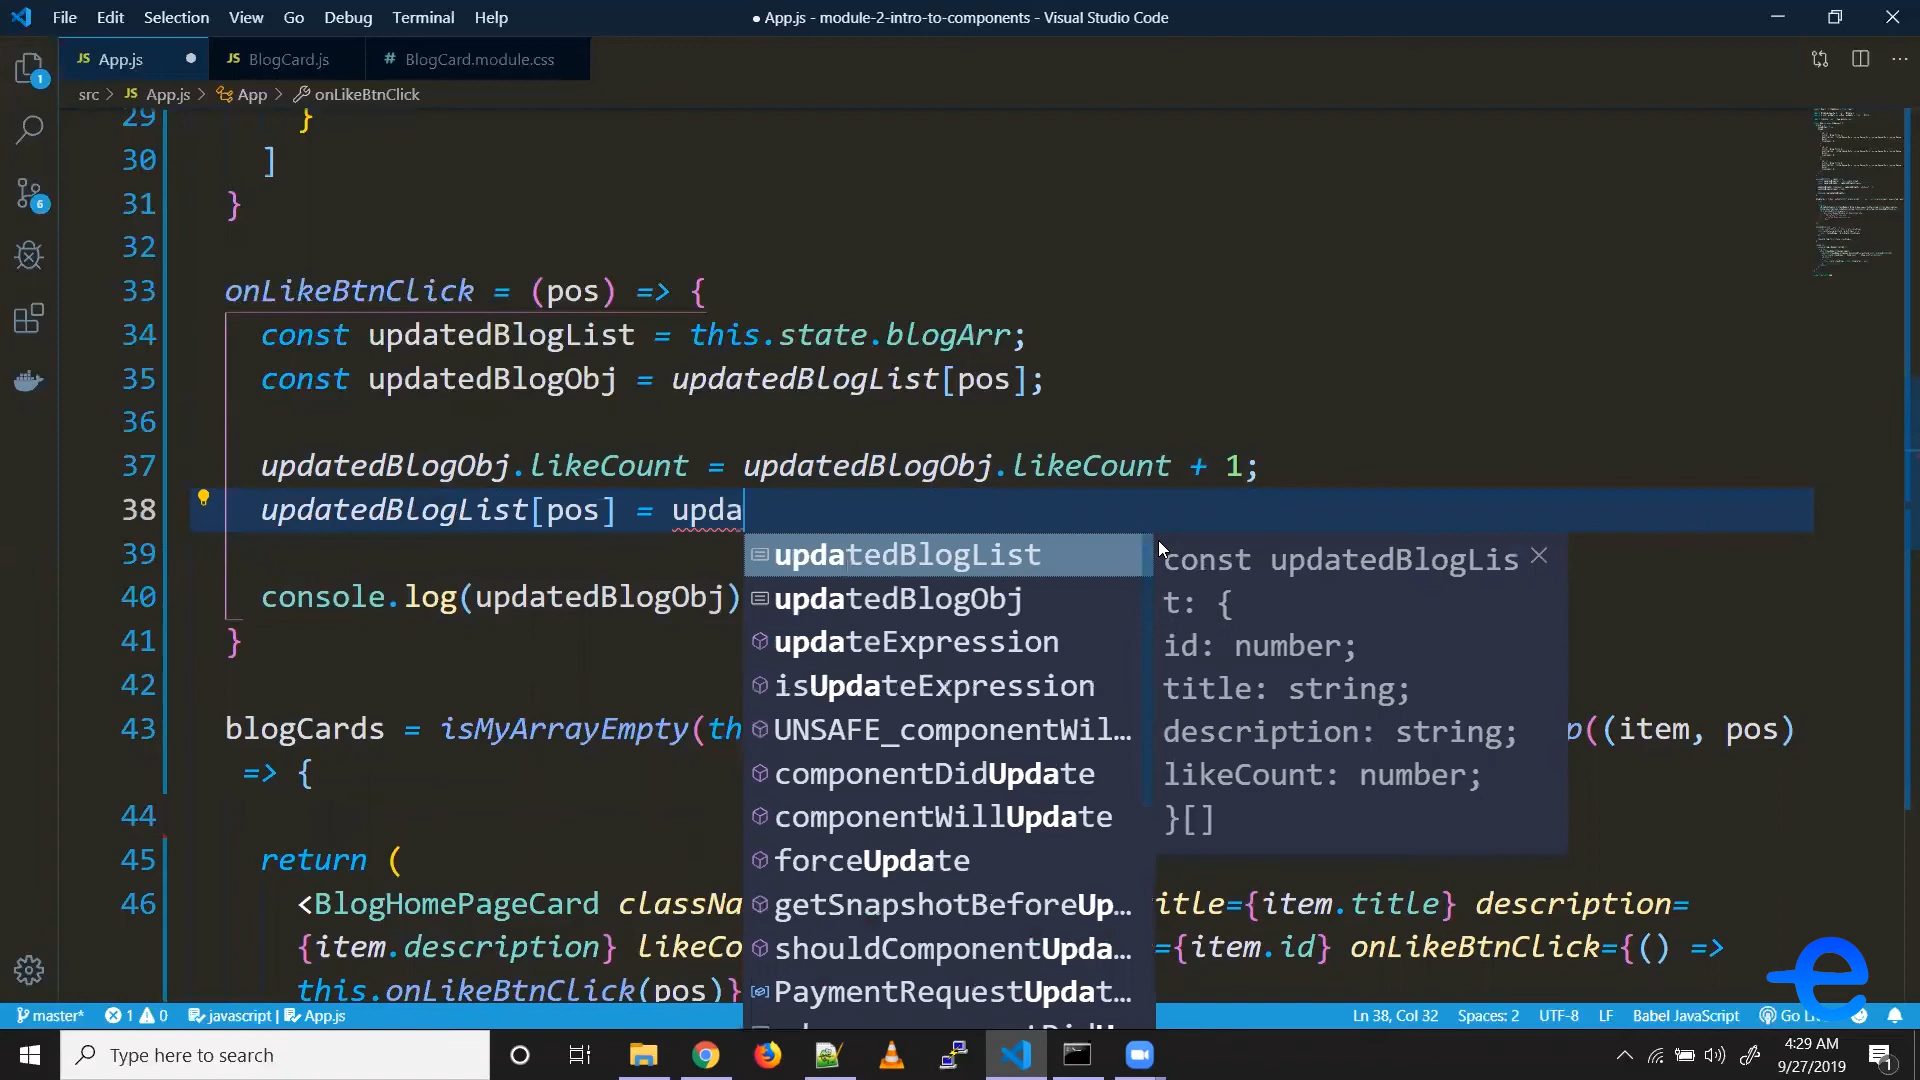 File Edit Selection View Go Debug Terminal Help ● App.js - module-2-intro-to-components - Visual Studio Code
JS App.js ● JS BlogCard.js # BlogCard.module.css
src > JS App.js > App > onLikeBtnClick
29 }
30 ]
31 }
32
33 onLikeBtnClick = (pos) => {
34 const updatedBlogList = this.state.blogArr;
35 const updatedBlogObj = updatedBlogList[pos];
36
37 updatedBlogObj.likeCount = updatedBlogObj.likeCount + 1;
38 updatedBlogList[pos] = upda
39
40 console.log(updatedBlogObj)
41 }
42
43 blogCards = isMyArrayEmpty(th p((item, pos)
=> {
44
45 return (
46 <BlogHomePageCard classNa itle={item.title} description=
{item.description} likeCo ={item.id} onLikeBtnClick={() =>
this.onLikeBtnClick(pos)}
updatedBlogList
updatedBlogObj
updateExpression
isUpdateExpression
UNSAFE_componentWil…
componentDidUpdate
componentWillUpdate
forceUpdate
getSnapshotBeforeUp…
shouldComponentUpda…
PaymentRequestUpdat…
const updatedBlogLis
t: {
id: number;
title: string;
description: string;
likeCount: number;
}[]
1
6
e
master* 1 0 javascript | App.js Ln 38, Col 32 Spaces: 2 UTF-8 LF Babel JavaScript Go Li
Type here to search
4:29 AM
9/27/2019
1